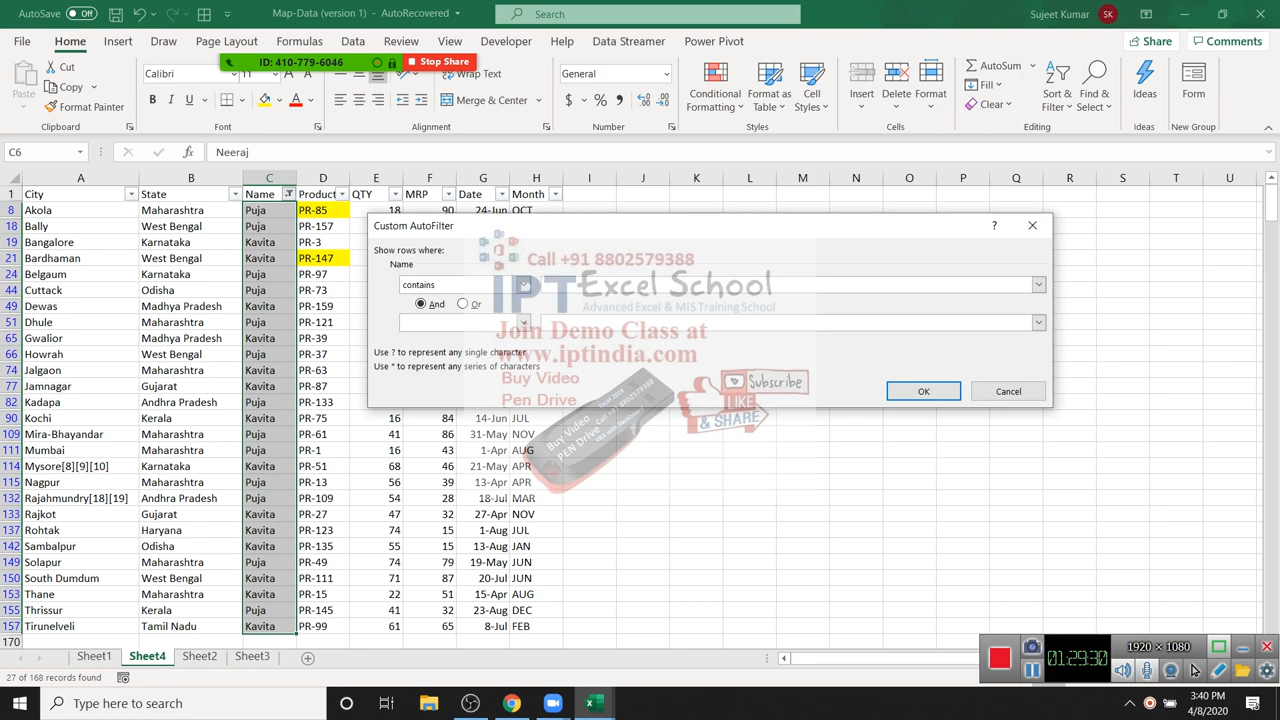 AutoSave Off Map-Data (version 1) - AutoRecovered Search Sujeet Kumar SK
File Home Insert Draw Page Layout Formulas Data Review View Developer Help Data Streamer Power Pivot Share Comments
ID: 410-779-6046 Stop Share
Paste Cut Copy Format Painter Clipboard
Calibri 11 B I U Font
Wrap Text Merge & Center Alignment
General $ % Number
Conditional Formatting Format as Table Cell Styles Styles
Insert Delete Format Cells
AutoSum Fill Clear Sort & Filter Find & Select Editing
Ideas Ideas
Form New Group
C6 fx Neeraj
A B C D E F G H I J K L M N O P Q R S T U
1 City State Name Product QTY MRP Date Month
8 Akola Maharashtra Puja PR-85 18 90 24-Jun OCT
18 Bally West Bengal Puja PR-157
19 Bangalore Karnataka Kavita PR-3
21 Bardhaman West Bengal Kavita PR-147
24 Belgaum Karnataka Puja PR-97
44 Cuttack Odisha Puja PR-73
49 Dewas Madhya Pradesh Kavita PR-159
51 Dhule Maharashtra Puja PR-121
65 Gwalior Madhya Pradesh Kavita PR-39
66 Howrah West Bengal Puja PR-37
74 Jalgaon Maharashtra Kavita PR-63
77 Jamnagar Gujarat Kavita PR-87
82 Kadapa Andhra Pradesh Puja PR-133
90 Kochi Kerala Kavita PR-75 16 84 14-Jun JUL
109 Mira-Bhayandar Maharashtra Puja PR-61 41 86 31-May NOV
111 Mumbai Maharashtra Puja PR-1 16 43 1-Apr AUG
114 Mysore[8][9][10] Karnataka Kavita PR-51 68 46 21-May APR
115 Nagpur Maharashtra Puja PR-13 56 39 13-Apr APR
132 Rajahmundry[18][19] Andhra Pradesh Puja PR-109 54 28 18-Jul MAR
133 Rajkot Gujarat Kavita PR-27 47 32 27-Apr NOV
137 Rohtak Haryana Kavita PR-123 74 15 1-Aug JUL
142 Sambalpur Odisha Kavita PR-135 55 15 13-Aug JAN
149 Solapur Maharashtra Puja PR-49 74 79 19-May JUN
150 South Dumdum West Bengal Kavita PR-111 71 87 20-Jul JUN
153 Thane Maharashtra Kavita PR-15 22 51 15-Apr AUG
155 Thrissur Kerala Puja PR-145 41 32 23-Aug DEC
157 Tirunelveli Tamil Nadu Kavita PR-99 61 65 8-Jul FEB
170
Custom AutoFilter ?
Show rows where:
Name
contains
And Or
Use ? to represent any single character
Use * to represent any series of characters
OK Cancel
Call +91 8802579388
IPT Excel School
Advanced Excel & MIS Training School
Join Demo Class at
www.iptindia.com
Buy Video
Pen Drive
Subscribe
LIKE
& SHARE
Buy Video
PEN Drive
Call +91 8802579388
Sheet1 Sheet4 Sheet2 Sheet3
27 of 168 records found
01:29:30 1920 × 1080
Type here to search
3:40 PM
4/8/2020